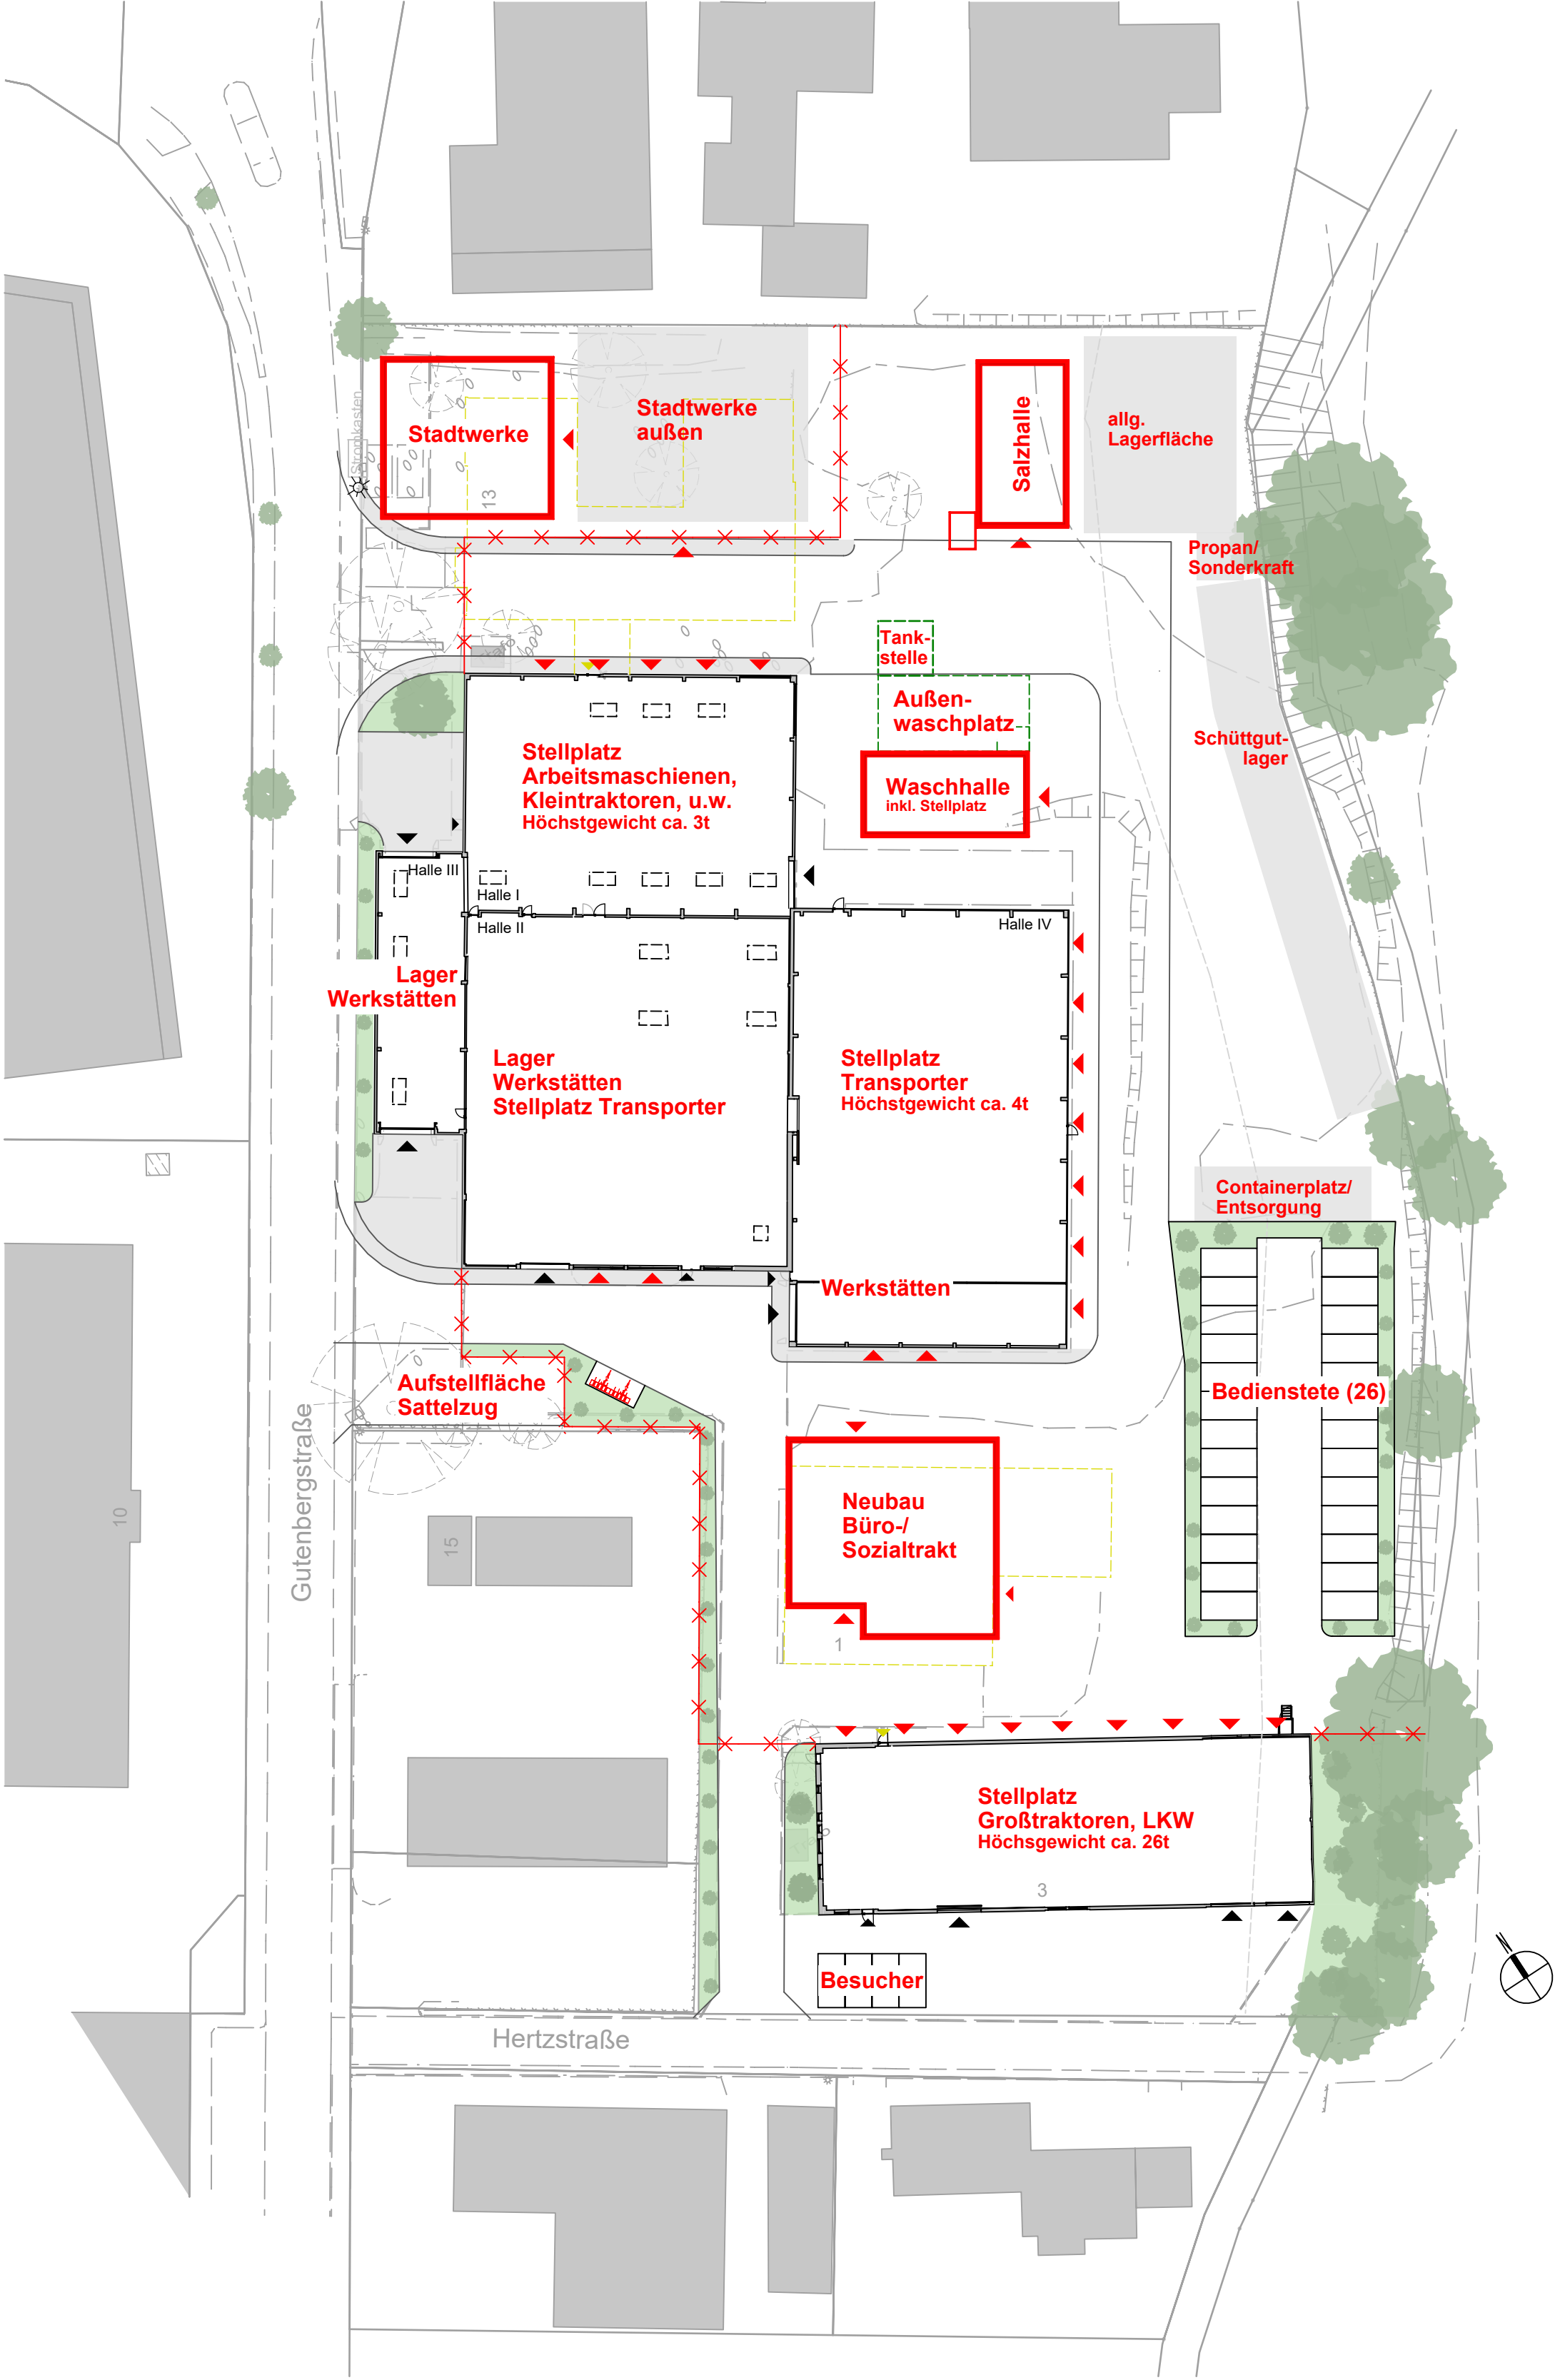 Stromkasten
Stadtwerke
13
Stadtwerke
außen
Salzhalle
allg.
Lagerfläche
Propan/
Sonderkraft
Tank-
stelle
Außen-
waschplatz
Waschhalle
inkl. Stellplatz
Schüttgut-
lager
Stellplatz
Arbeitsmaschienen,
Kleintraktoren, u.w.
Höchstgewicht ca. 3t
Halle III
Halle I
Halle II
Halle IV
Lager
Werkstätten
Lager
Werkstätten
Stellplatz Transporter
Stellplatz
Transporter
Höchstgewicht ca. 4t
Containerplatz/
Entsorgung
Werkstätten
Aufstellfläche
Sattelzug
Bedienstete (26)
Gutenbergstraße
10
15
Neubau
Büro-/
Sozialtrakt
1
Stellplatz
Großtraktoren, LKW
Höchsgewicht ca. 26t
3
Besucher
Hertzstraße